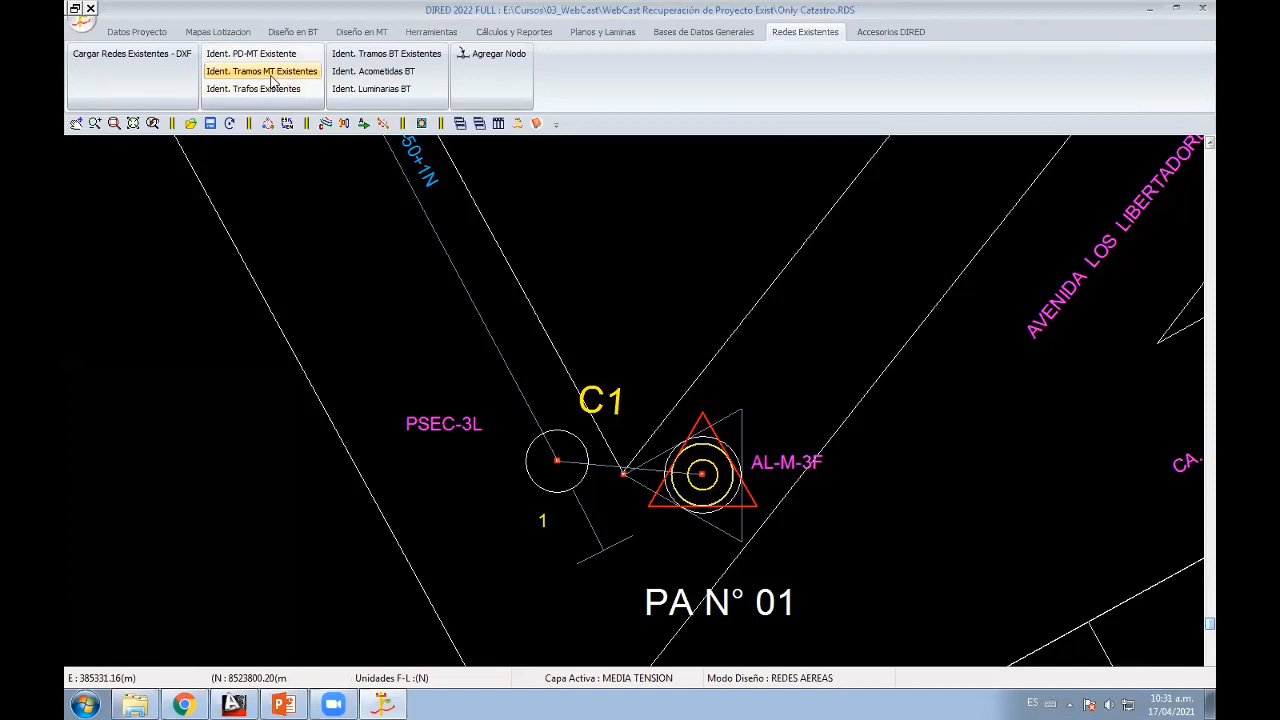 DIRED 2022 FULL : E:\Cursos\03_WebCast\WebCast Recuperación de Proyecto Exist\Only Catastro.RDS
Datos Proyecto
Mapas Lotizacion
Diseño en BT
Diseño en MT
Herramientas
Cálculos y Reportes
Planos y Laminas
Bases de Datos Generales
Redes Existentes
Accesorios DIRED
Cargar Redes Existentes - DXF
Ident. PD-MT Existente
Ident. Tramos MT Existentes
Ident. Trafos Existentes
Ident. Tramos BT Existentes
Ident. Acometidas BT
Ident. Luminarias BT
Agregar Nodo
50+1N
AVENIDA LOS LIBERTADOR
C1
PSEC-3L
AL-M-3F
CA.
1
PA N° 01
E : 385331.16(m)
(N : 8523800.20(m
Unidades F-L :(N)
Capa Activa : MEDIA TENSION
Modo Diseño : REDES AEREAS
ES
10:31 a.m.
17/04/2021